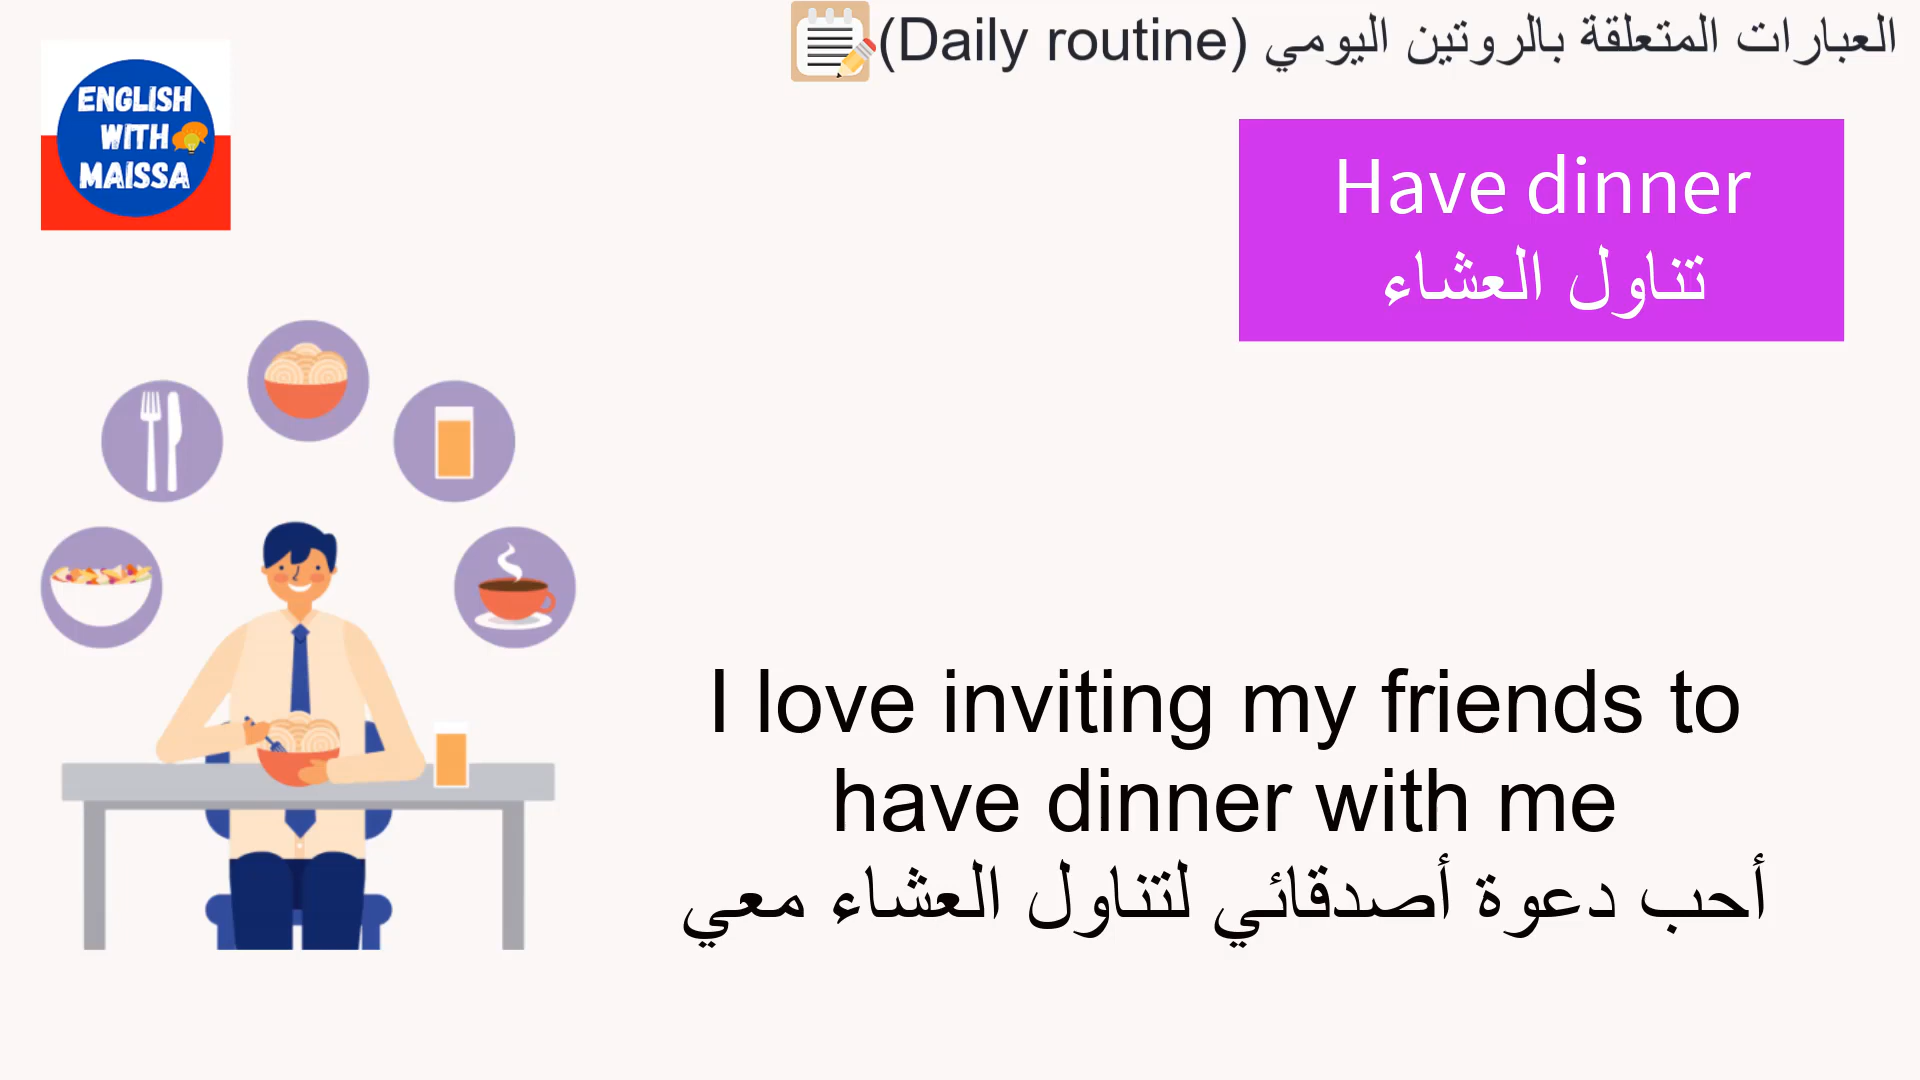 العبارات المتعلقة بالروتين اليومي (Daily routine)
ENGLISH
WITH
MAISSA
Have dinner
تناول العشاء
I love inviting my friends to
have dinner with me
أحب دعوة أصدقائي لتناول العشاء معي